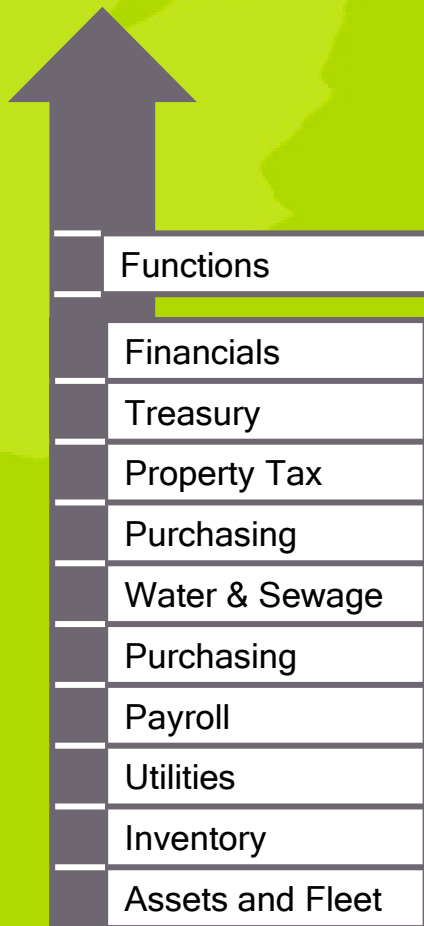 Functions
Financials
Treasury
Property Tax
Purchasing
Water & Sewage
Purchasing
Payroll
Utilities
Inventory
Assets and Fleet